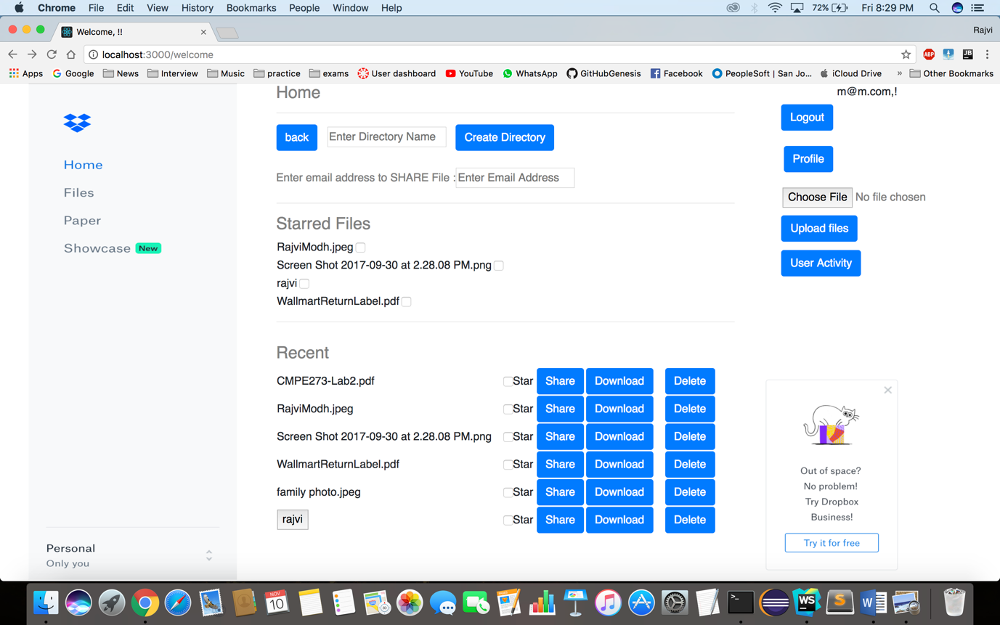 Chrome File Edit View History Bookmarks People Window Help 72% Fri 8:29 PM
Welcome, !! Rajvi
localhost:3000/welcome ABP JB
Apps Google News Interview Music practice exams User dashboard YouTube WhatsApp GitHubGenesis Facebook PeopleSoft | San Jo... iCloud Drive » Other Bookmarks
Home
Files
Paper
Showcase New
Personal
Only you
Home
back Enter Directory Name Create Directory
Enter email address to SHARE File : Enter Email Address
Starred Files
RajviModh.jpeg
Screen Shot 2017-09-30 at 2.28.08 PM.png
rajvi
WallmartReturnLabel.pdf
Recent
CMPE273-Lab2.pdf Star Share Download Delete
RajviModh.jpeg Star Share Download Delete
Screen Shot 2017-09-30 at 2.28.08 PM.png Star Share Download Delete
WallmartReturnLabel.pdf Star Share Download Delete
family photo.jpeg Star Share Download Delete
rajvi Star Share Download Delete
m@m.com,!
Logout
Profile
Choose File No file chosen
Upload files
User Activity
Out of space?
No problem!
Try Dropbox
Business!
Try it for free
NOV
10
>_
WS
S
W